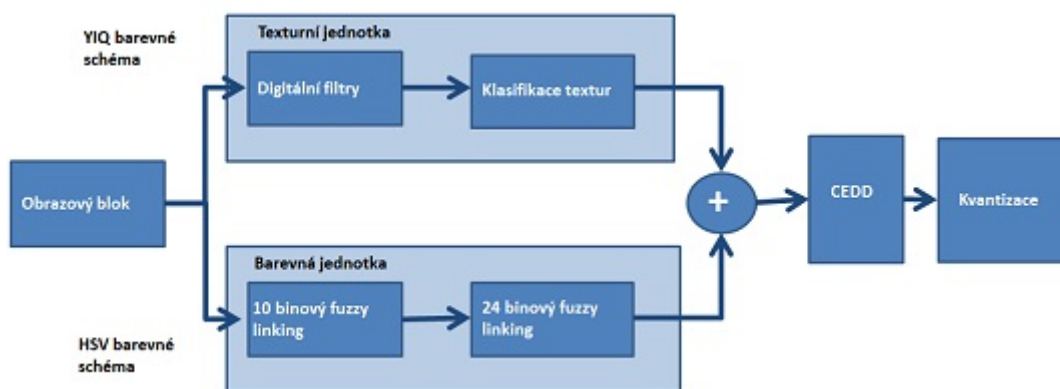 YIQ barevné
schéma
Texturní jednotka
Digitální filtry
Klasifikace textur
Obrazový blok
+
CEDD
Kvantizace
Barevná jednotka
10 binový fuzzy
linking
24 binový fuzzy
linking
HSV barevné
schéma